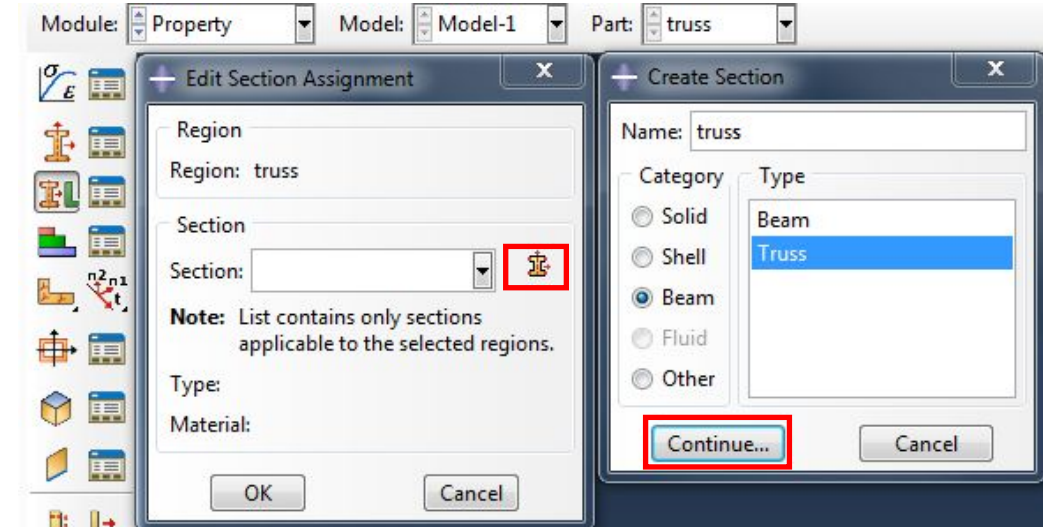 Module: Property Model: Model-1 Part: truss
σ
ε
n2
n1
t
Edit Section Assignment
X
Region
Region: truss
Section
Section:
Note: List contains only sections
applicable to the selected regions.
Type:
Material:
OK Cancel
Create Section
X
Name: truss
Category Type
Solid Beam
Shell Truss
Beam
Fluid
Other
Continue... Cancel